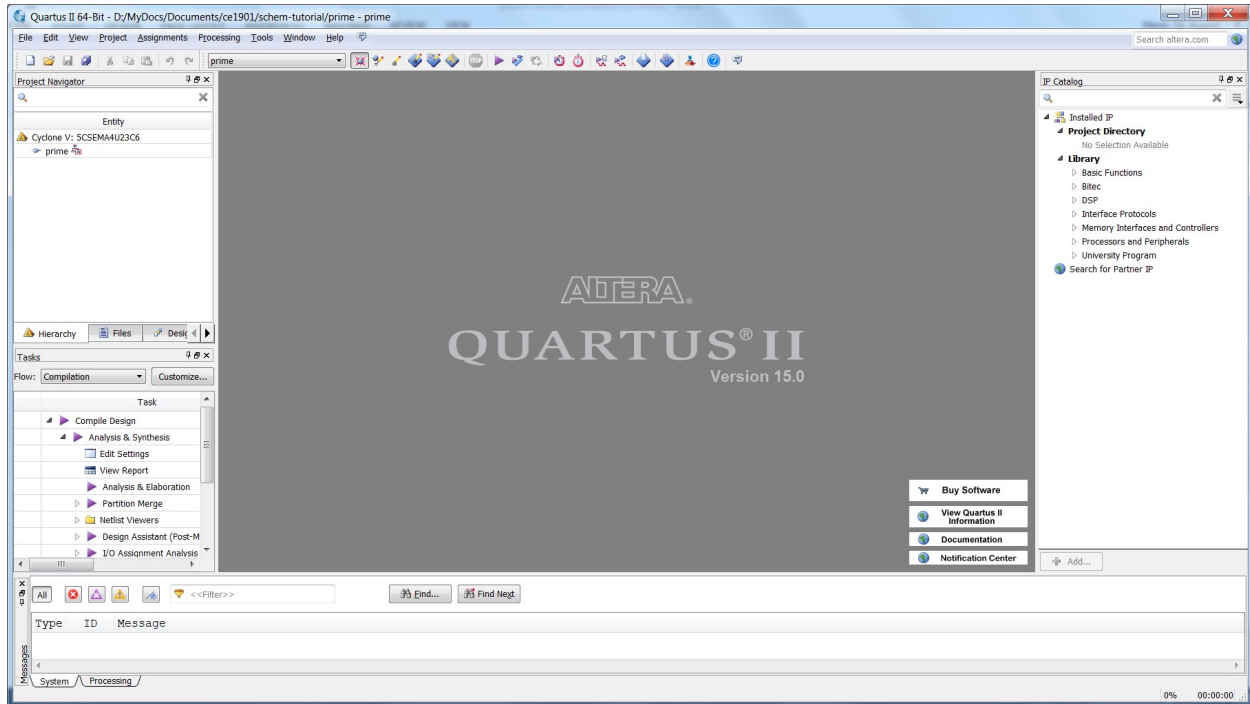 Quartus II 64-Bit - D:/MyDocs/Documents/ce1901/schem-tutorial/prime - prime
File Edit View Project Assignments Processing Tools Window Help
Search altera.com
prime
Project Navigator
Entity
Cyclone V: 5CSEMA4U23C6
prime
Hierarchy Files Desig
Tasks
Flow: Compilation Customize...
Task
Compile Design
Analysis & Synthesis
Edit Settings
View Report
Analysis & Elaboration
Partition Merge
Netlist Viewers
Design Assistant (Post-M
I/O Assignment Analysis
ALTERA®
QUARTUS® II
Version 15.0
Buy Software
View Quartus II
Information
Documentation
Notification Center
IP Catalog
Installed IP
Project Directory
No Selection Available
Library
Basic Functions
Bitec
DSP
Interface Protocols
Memory Interfaces and Controllers
Processors and Peripherals
University Program
Search for Partner IP
Add...
All <<Filter>> Find... Find Next
Type ID Message
Messages
System Processing
0% 00:00:00